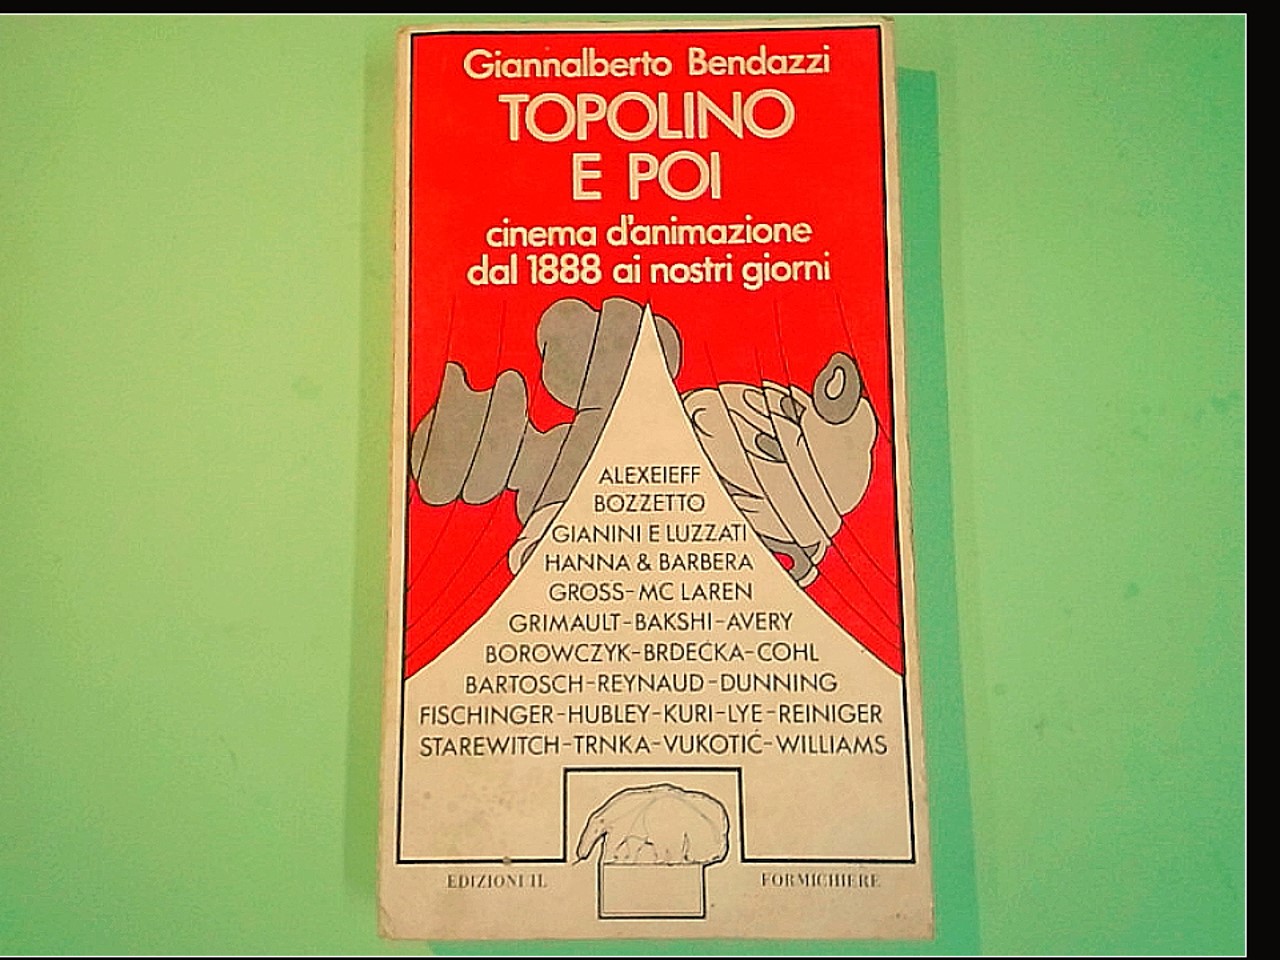 Giannalberto Bendazzi
TOPOLINO
E POI
cinema d'animazione
dal 1888 ai nostri giorni
ALEXEIEFF
BOZZETTO
GIANINI E LUZZATI
HANNA & BARBERA
GROSS-MC LAREN
GRIMAULT-BAKSHI-AVERY
BOROWCZYK-BRDEČKA-COHL
BARTOSCH-REYNAUD-DUNNING
FISCHINGER-HUBLEY-KURI-LYE-REINIGER
STAREWITCH-TRNKA-VUKOTIĆ-WILLIAMS
EDIZIONI IL FORMICHIERE